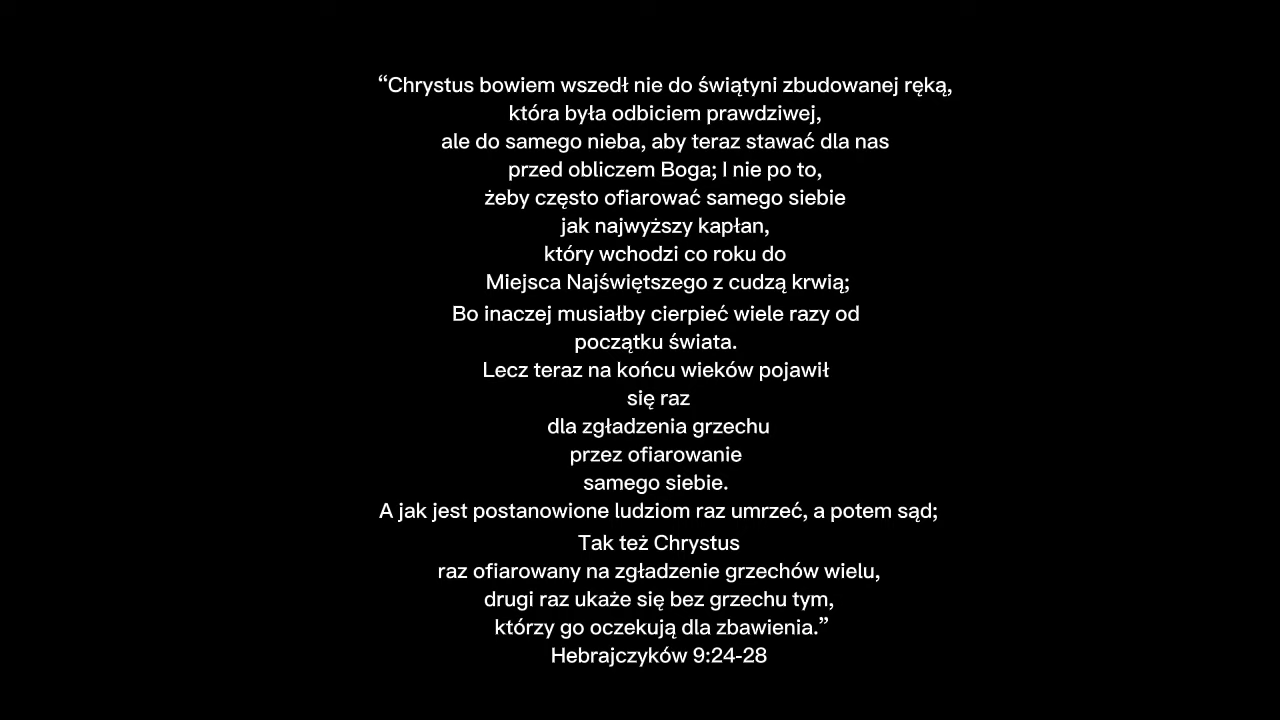 “Chrystus bowiem wszedł nie do świątyni zbudowanej ręką,
która była odbiciem prawdziwej,
ale do samego nieba, aby teraz stawać dla nas
przed obliczem Boga; I nie po to,
żeby często ofiarować samego siebie
jak najwyższy kapłan,
który wchodzi co roku do
Miejsca Najświętszego z cudzą krwią;
Bo inaczej musiałby cierpieć wiele razy od
początku świata.
Lecz teraz na końcu wieków pojawił
się raz
dla zgładzenia grzechu
przez ofiarowanie
samego siebie.
A jak jest postanowione ludziom raz umrzeć, a potem sąd;
Tak też Chrystus
raz ofiarowany na zgładzenie grzechów wielu,
drugi raz ukaże się bez grzechu tym,
którzy go oczekują dla zbawienia.”
Hebrajczyków 9:24-28